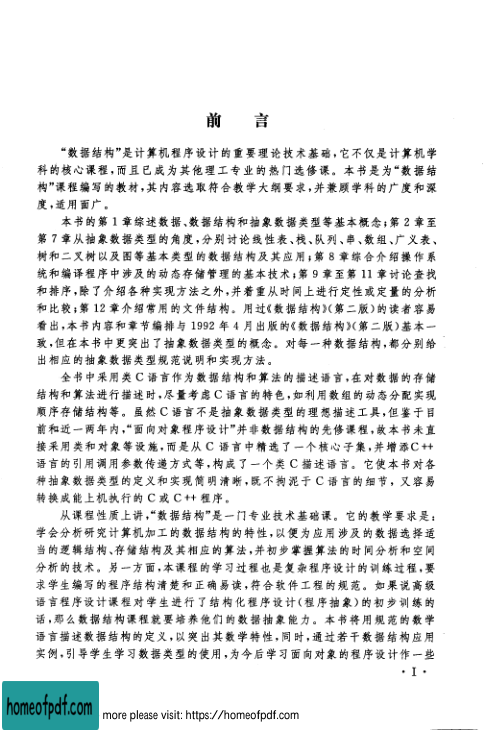 前 言
“数据结构”是计算机程序设计的重要理论技术基础,它不仅是计算机学
科的核心课程,而且已成为其他理工专业的热门选修课。本书是为“数据结
构”课程编写的教材,其内容选取符合教学大纲要求,并兼顾学科的广度和深
度,适用面广。
本书的第1章综述数据、数据结构和抽象数据类型等基本概念;第2章至
第7章从抽象数据类型的角度,分别讨论线性表、栈、队列、串、数组、广义表、
树和二叉树以及图等基本类型的数据结构及其应用;第8章综合介绍操作系
统和编译程序中涉及的动态存储管理的基本技术;第9章至第11章讨论查找
和排序,除了介绍各种实现方法之外,并着重从时间上进行定性或定量的分析
和比较;第12章介绍常用的文件结构。用过《数据结构》(第二版)的读者容易
看出,本书内容和章节编排与1992年4月出版的《数据结构》(第二版)基本一
致,但在本书中更突出了抽象数据类型的概念。对每一种数据结构,都分别给
出相应的抽象数据类型规范说明和实现方法。
全书中采用类C语言作为数据结构和算法的描述语言,在对数据的存储
结构和算法进行描述时,尽量考虑C语言的特色,如利用数组的动态分配实现
顺序存储结构等。虽然C语言不是抽象数据类型的理想描述工具,但鉴于目
前和近一两年内,“面向对象程序设计”并非数据结构的先修课程,故本书未直
接采用类和对象等设施,而是从C语言中精选了一个核心子集,并增添C++
语言的引用调用参数传递方式等,构成了一个类C描述语言。它使本书对各
种抽象数据类型的定义和实现简明清晰,既不拘泥于C语言的细节,又容易
转换成能上机执行的C或C++程序。
从课程性质上讲,“数据结构”是一门专业技术基础课。它的教学要求是:
学会分析研究计算机加工的数据结构的特性,以便为应用涉及的数据选择适
当的逻辑结构、存储结构及其相应的算法,并初步掌握算法的时间分析和空间
分析的技术。另一方面,本课程的学习过程也是复杂程序设计的训练过程,要
求学生编写的程序结构清楚和正确易读,符合软件工程的规范。如果说高级
语言程序设计课程对学生进行了结构化程序设计(程序抽象)的初步训练的
话,那么数据结构课程就要培养他们的数据抽象能力。本书将用规范的数学
语言描述数据结构的定义,以突出其数学特性,同时,通过若干数据结构应用
实例,引导学生学习数据类型的使用,为今后学习面向对象的程序设计作一些
· I ·
homeofpdf.com
more please visit: https://homeofpdf.com